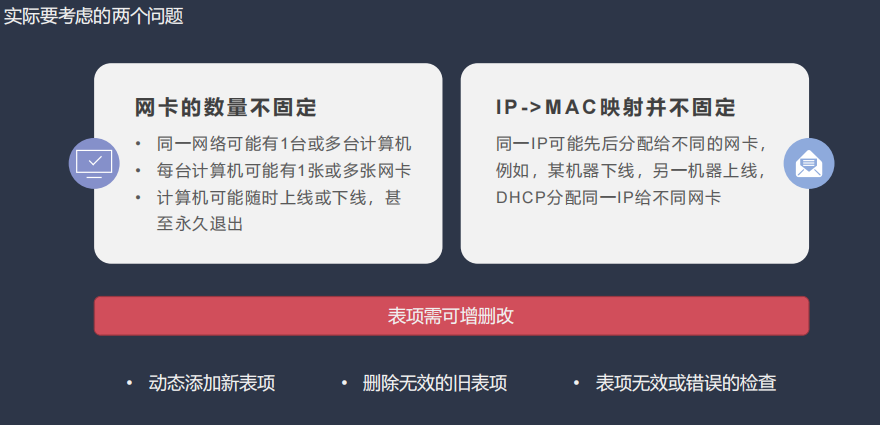 实际要考虑的两个问题
网卡的数量不固定
• 同一网络可能有1台或多台计算机
• 每台计算机可能有1张或多张网卡
• 计算机可能随时上线或下线，甚
至永久退出
IP->MAC映射并不固定
同一IP可能先后分配给不同的网卡，
例如，某机器下线，另一机器上线，
DHCP分配同一IP给不同网卡
表项需可增删改
• 动态添加新表项
• 删除无效的旧表项
• 表项无效或错误的检查